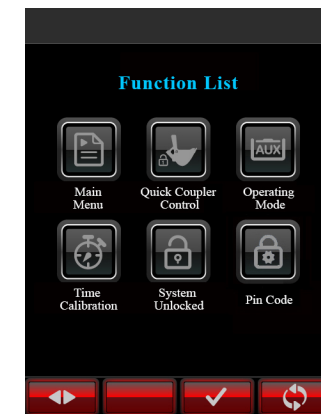 Function List
AUX
Main
Menu
Quick Coupler
Control
Operating
Mode
Time
Calibration
System
Unlocked
Pin Code